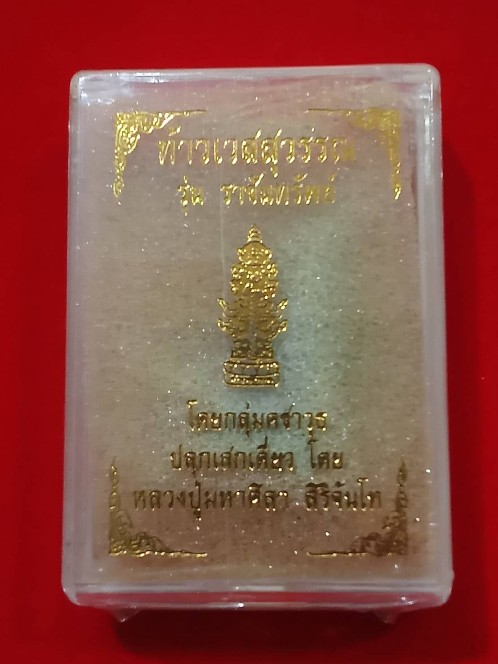 ท้าวเวสสุวรรณ
รุ่น ราชันทรัพย์
โดยกลุ่มคชาวุธ
ปลุกเสกเดี่ยว โดย
หลวงปู่มหาศิลา สิริจันโท